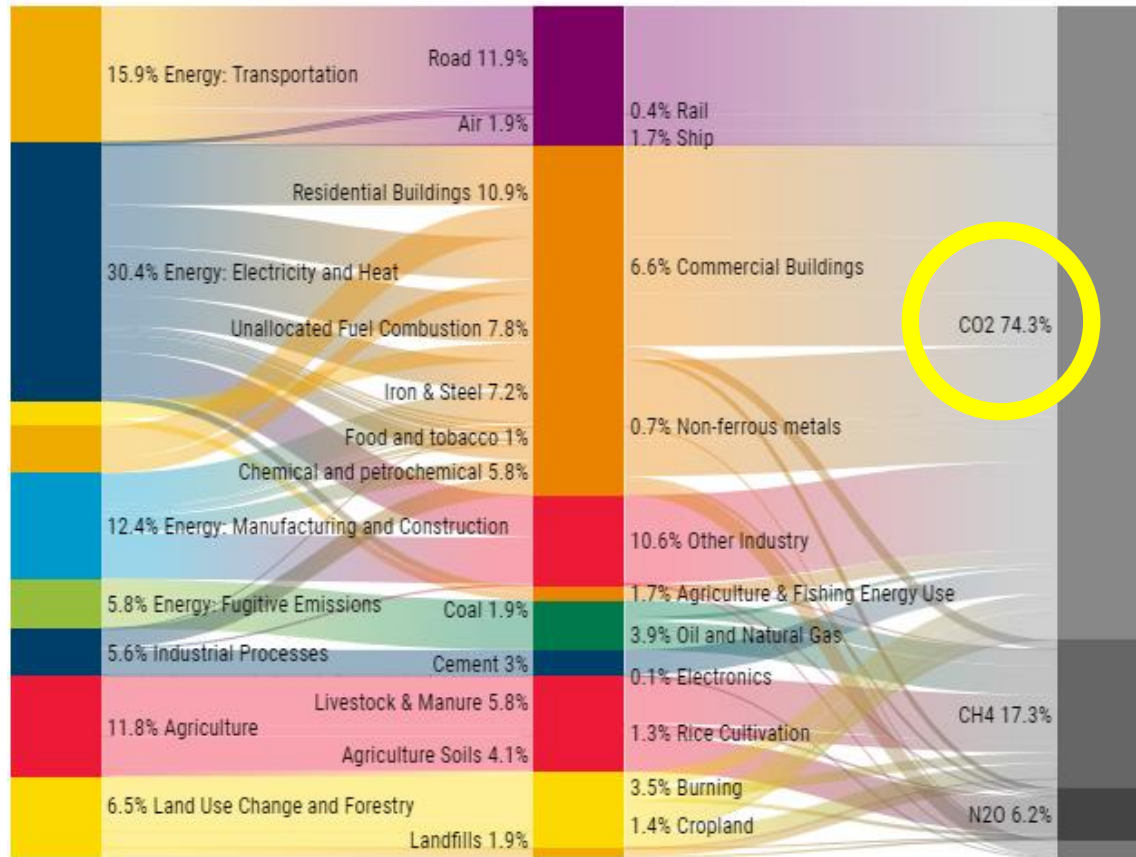 Road 11.9%
15.9% Energy: Transportation
0.4% Rail
Air 1.9%
1.7% Ship
Residential Buildings 10.9%
6.6% Commercial Buildings
30.4% Energy: Electricity and Heat
CO2 74.3%
Unallocated Fuel Combustion 7.8%
Iron & Steel 7.2%
0.7% Non-ferrous metals
Food and tobacco 1%
Chemical and petrochemical 5.8%
12.4% Energy: Manufacturing and Construction
10.6% Other Industry
1.7% Agriculture & Fishing Energy Use
5.8% Energy: Fugitive Emissions
Coal 1.9%
3.9% Oil and Natural Gas
5.6% Industrial Processes
Cement 3%
0.1% Electronics
Livestock & Manure 5.8%
CH4 17.3%
11.8% Agriculture
1.3% Rice Cultivation
Agriculture Soils 4.1%
3.5% Burning
6.5% Land Use Change and Forestry
N2O 6.2%
1.4% Cropland
Landfills 1.9%